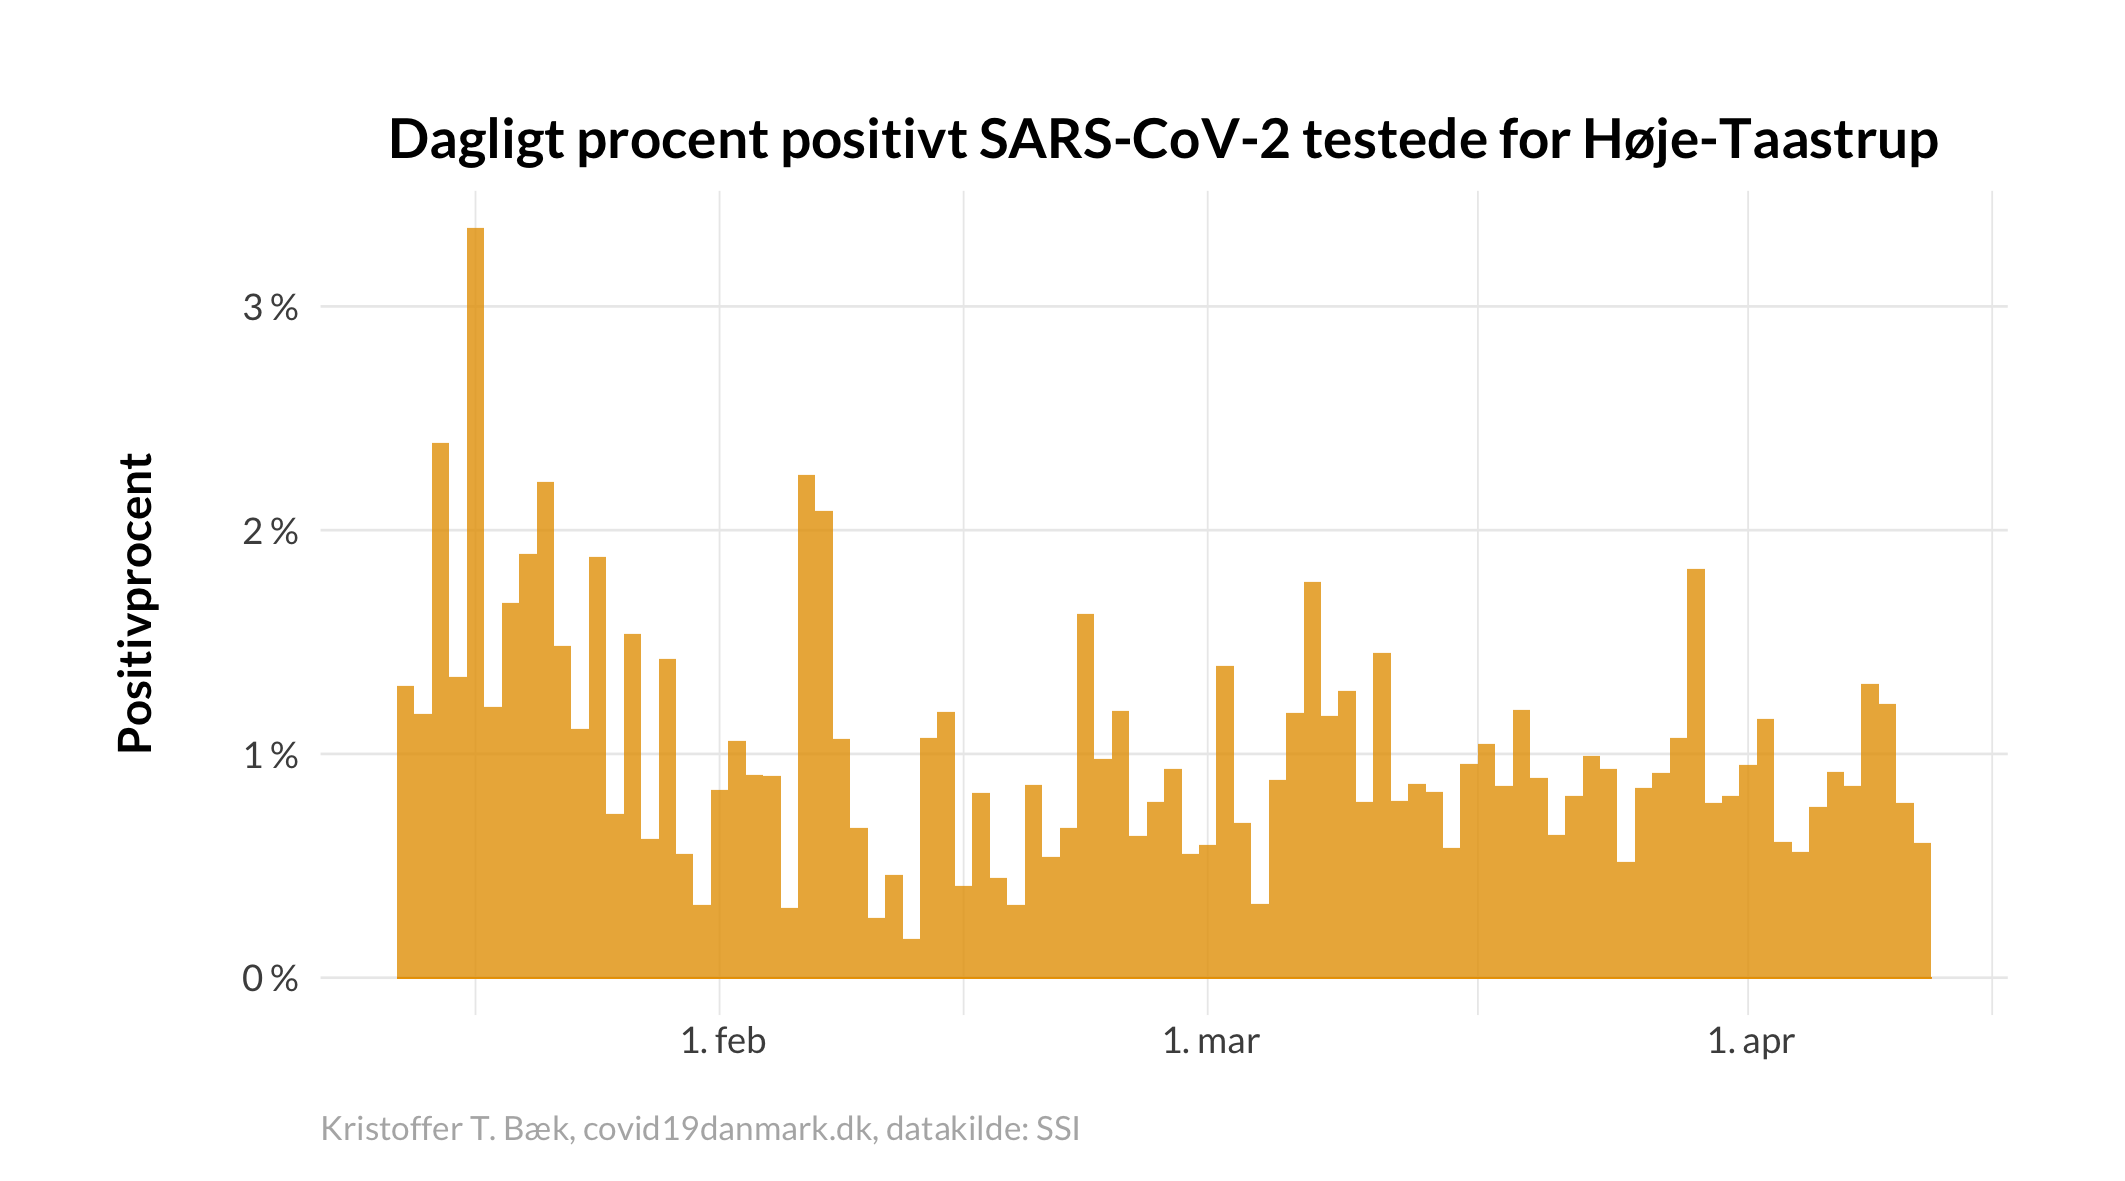 Dagligt procent positivt SARS-CoV-2 testede for Høje-Taastrup
Positivprocent
3 %
2 %
1 %
0 %
1. feb
1. mar
1. apr
Kristoffer T. Bæk, covid19danmark.dk, datakilde: SSI